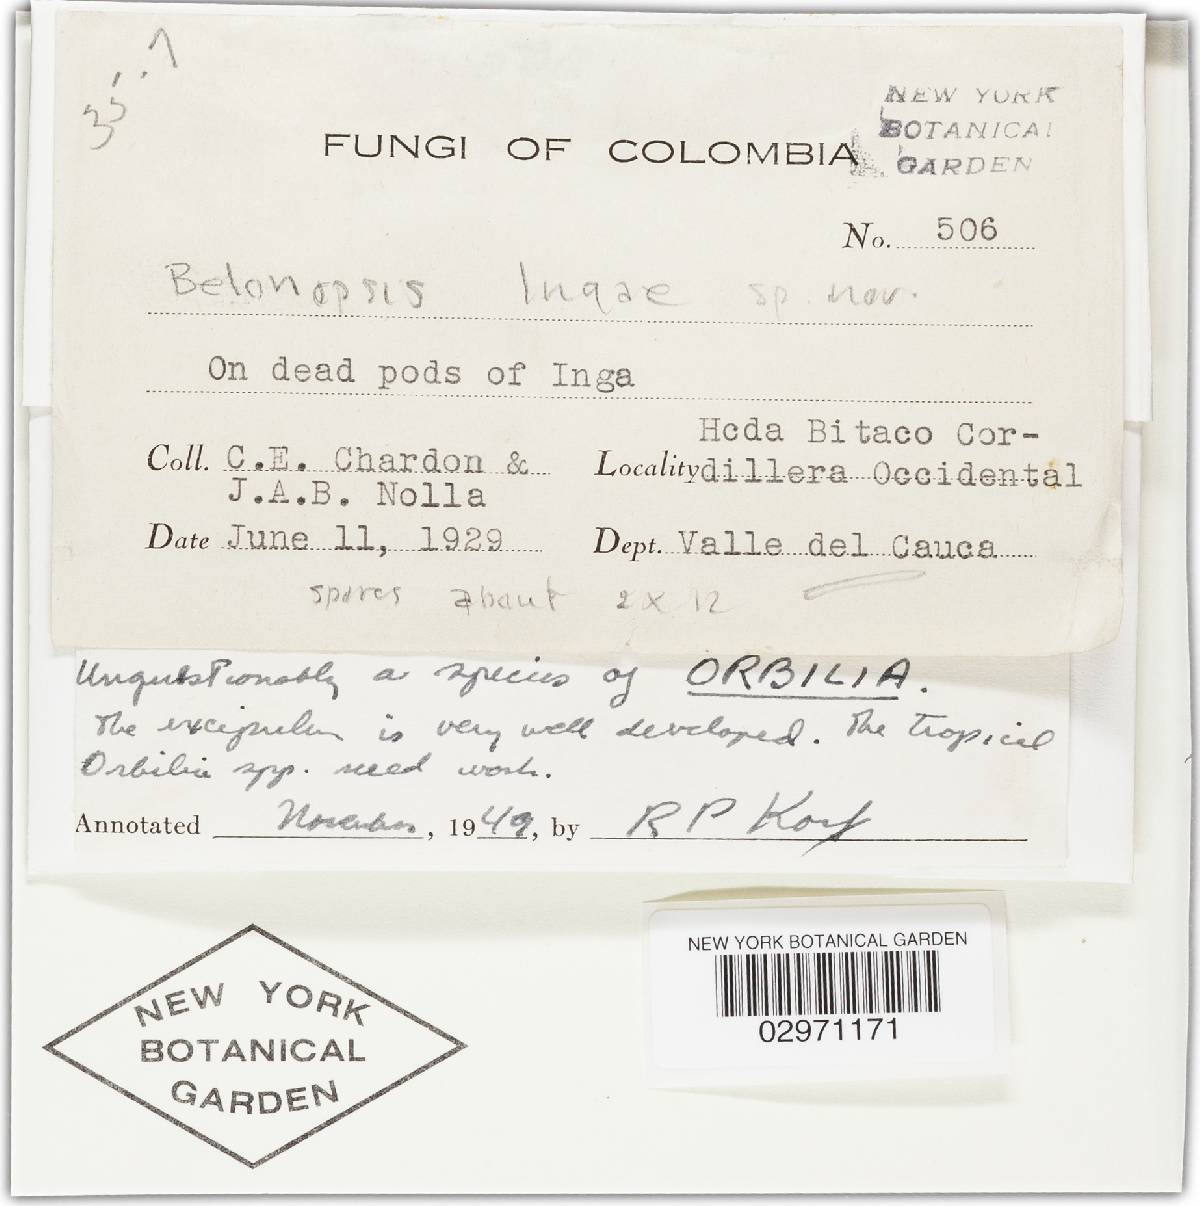 35.7
NEW YORK
BOTANICAL
GARDEN
FUNGI OF COLOMBIA
No. 506
Belonopsis Ingae sp. nov.
On dead pods of Inga
Coll. C.E. Chardon &
J.A.B. Nolla
Hcda Bitaco Cor-
Locality dillera Occidental
Date June 11, 1929
Dept. Valle del Cauca
spores about 2 x 12
Unquestionably a species of ORBILIA.
The excipulum is very well developed. The tropical
Orbilia spp. need work.
Annotated November, 1949, by R P Korf
NEW YORK
BOTANICAL
GARDEN
NEW YORK BOTANICAL GARDEN
02971171